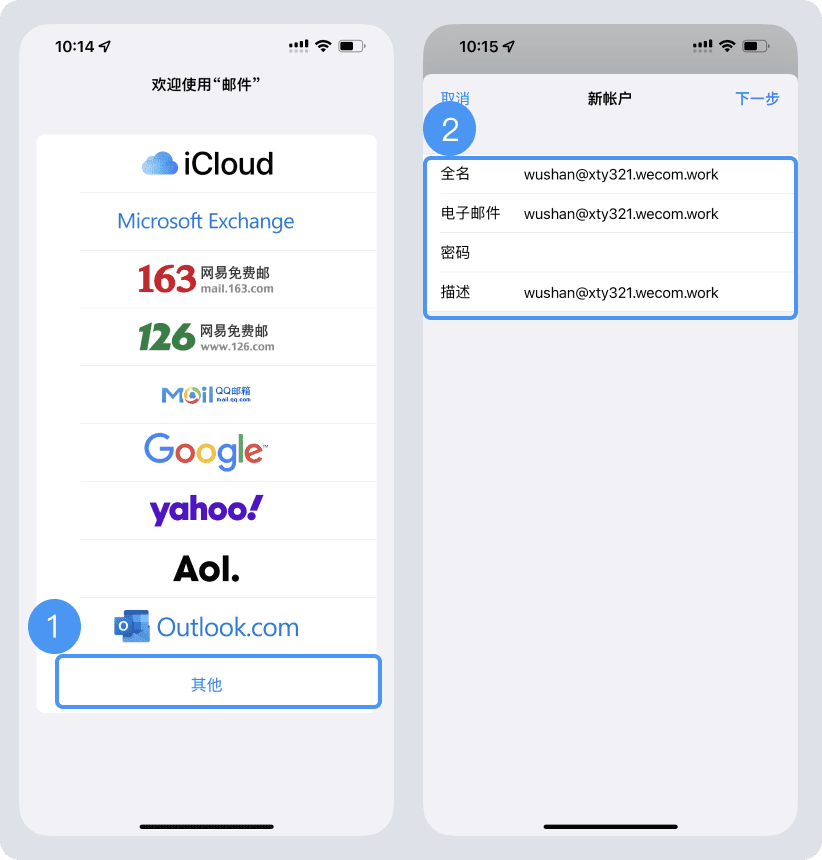 10:14
欢迎使用“邮件”
iCloud
Microsoft Exchange
163 网易免费邮
mail.163.com
126 网易免费邮
www.126.com
Mail QQ邮箱
mail.qq.com
Google™
yahoo!
Aol.
1
Outlook.com
其他
10:15
取消 新帐户 下一步
2
全名 wushan@xty321.wecom.work
电子邮件 wushan@xty321.wecom.work
密码
描述 wushan@xty321.wecom.work